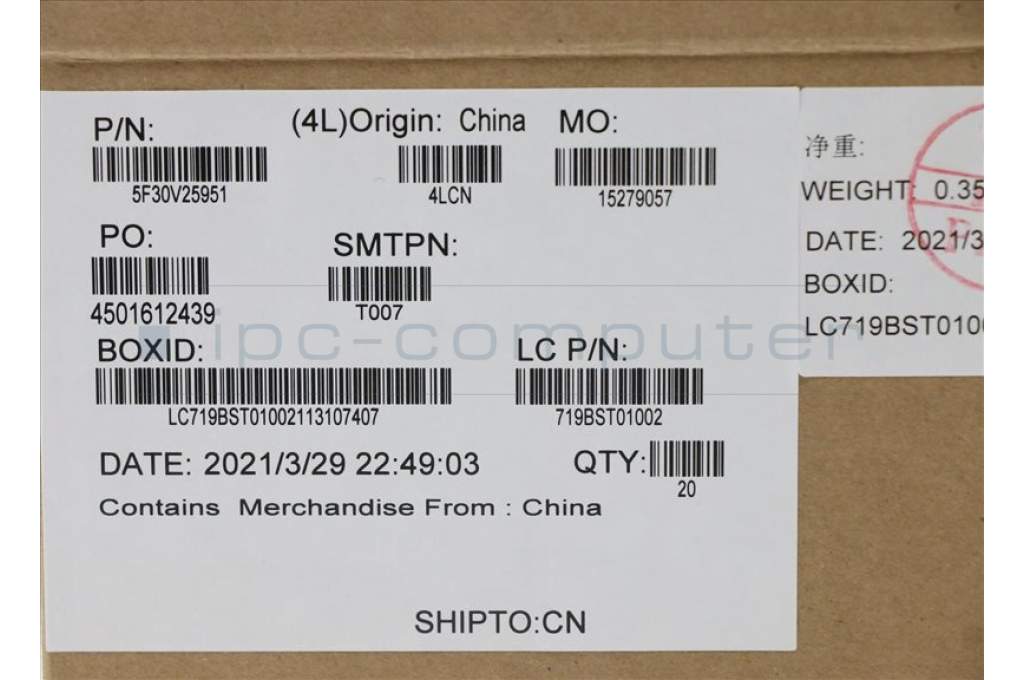 P/N:
5F30V25951
(4L)Origin: China
4LCN
MO:
15279057
PO:
4501612439
SMTPN:
T007
BOXID:
LC719BST01002113107407
LC P/N:
719BST01002
DATE: 2021/3/29 22:49:03
QTY:
20
Contains Merchandise From : China
SHIPTO:CN
净重:
WEIGHT: 0.35
DATE: 2021/3
BOXID:
LC719BST010
ipc-computer